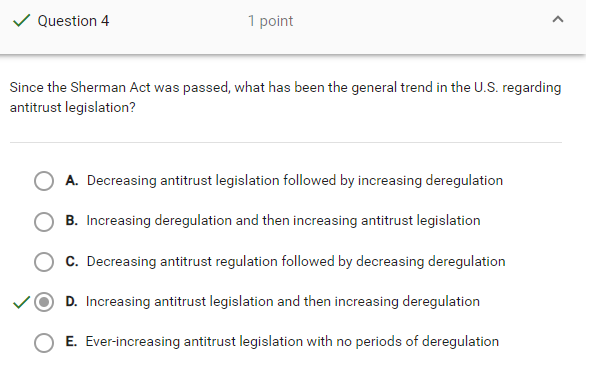 Question 4
1 point
Since the Sherman Act was passed, what has been the general trend in the U.S. regarding
antitrust legislation?
A. Decreasing antitrust legislation followed by increasing deregulation
B. Increasing deregulation and then increasing antitrust legislation
C. Decreasing antitrust regulation followed by decreasing deregulation
D. Increasing antitrust legislation and then increasing deregulation
E. Ever-increasing antitrust legislation with no periods of deregulation